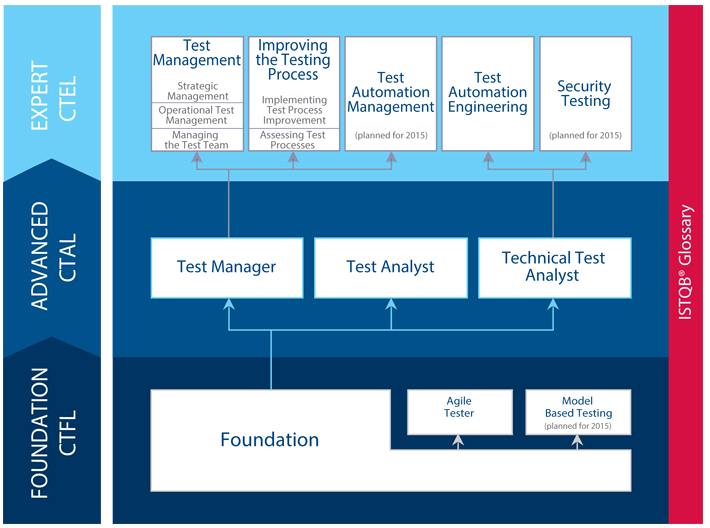 EXPERT
CTEL
Test
Management
Strategic
Management
Operational Test
Management
Managing
the Test Team
Improving
the Testing
Process
Implementing
Test Process
Improvement
Assessing Test
Processes
Test
Automation
Management
(planned for 2015)
Test
Automation
Engineering
Security
Testing
(planned for 2015)
ADVANCED
CTAL
Test Manager
Test Analyst
Technical Test
Analyst
FOUNDATION
CTFL
Foundation
Agile
Tester
Model
Based Testing
(planned for 2015)
ISTQB® Glossary